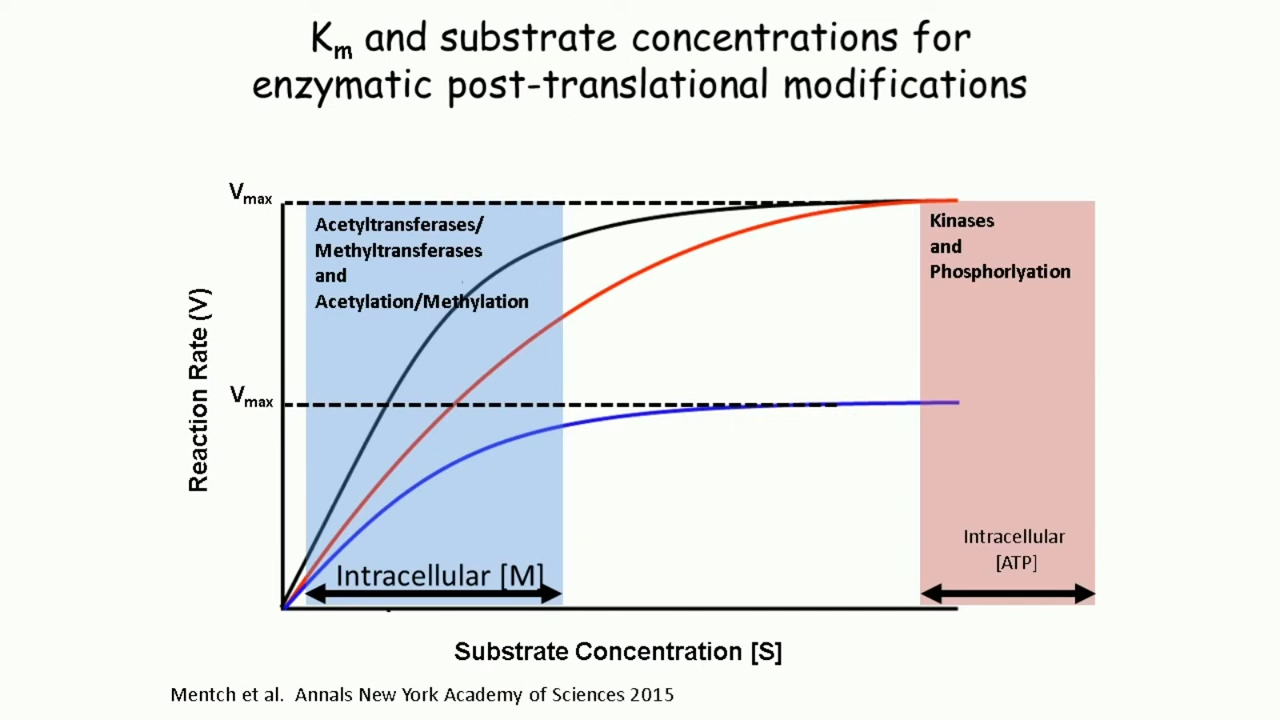 Km and substrate concentrations for
enzymatic post-translational modifications
Vmax
Acetyltransferases/
Methyltransferases
and
Acetylation/Methylation
Kinases
and
Phosphorlyation
Reaction Rate (V)
Vmax
Intracellular [M]
Intracellular
[ATP]
Substrate Concentration [S]
Mentch et al. Annals New York Academy of Sciences 2015